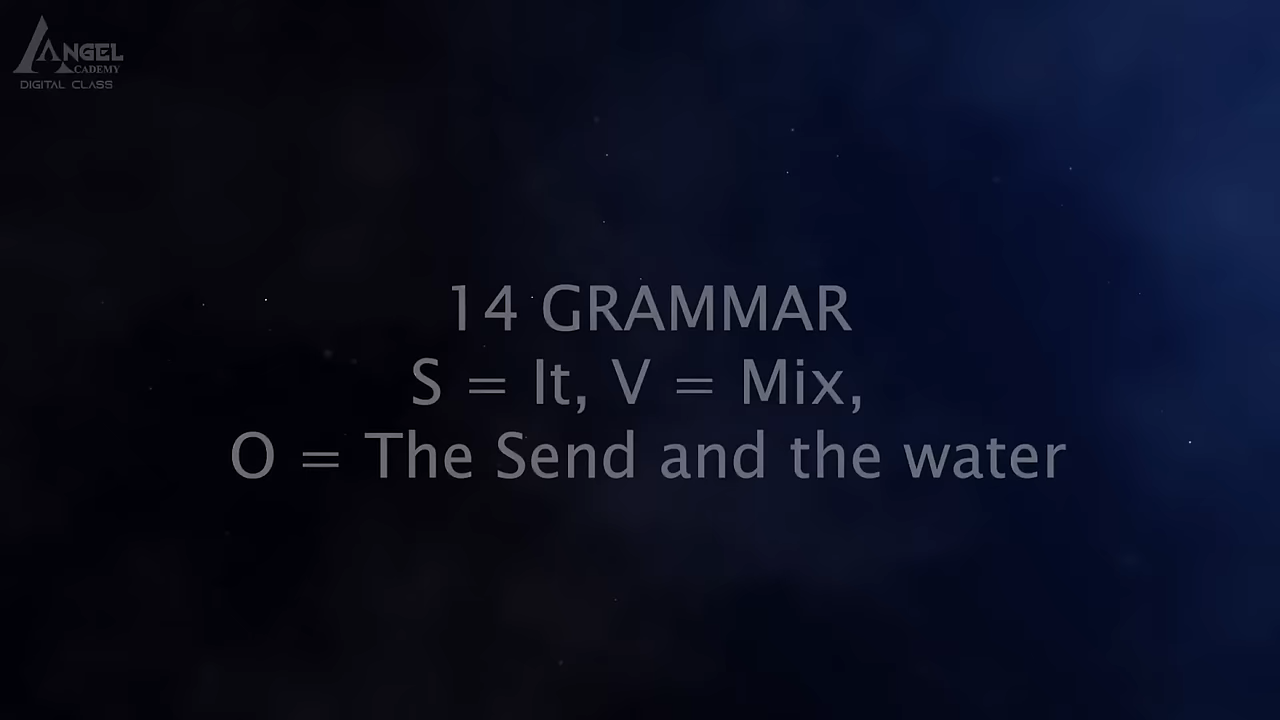 ANGEL
ACADEMY
DIGITAL CLASS
14 GRAMMAR
S = It, V = Mix,
O = The Send and the water